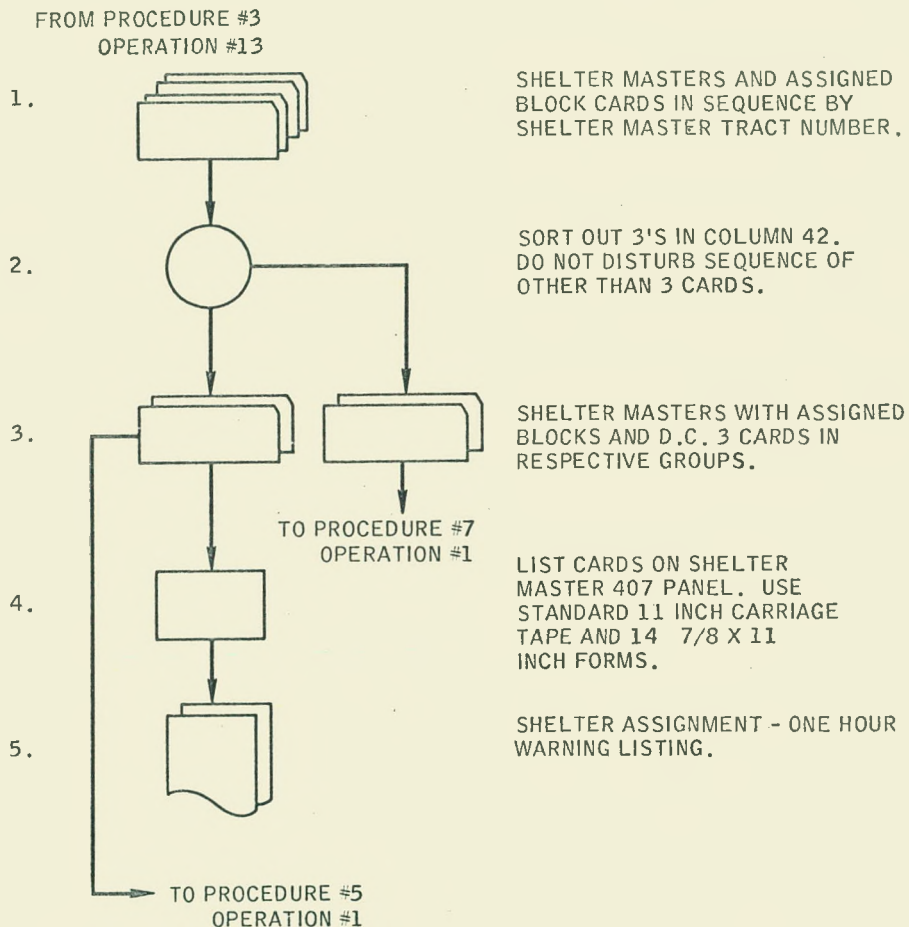 FROM PROCEDURE #3
OPERATION #13
1.
SHELTER MASTERS AND ASSIGNED
BLOCK CARDS IN SEQUENCE BY
SHELTER MASTER TRACT NUMBER.
2.
SORT OUT 3'S IN COLUMN 42.
DO NOT DISTURB SEQUENCE OF
OTHER THAN 3 CARDS.
3.
SHELTER MASTERS WITH ASSIGNED
BLOCKS AND D.C. 3 CARDS IN
RESPECTIVE GROUPS.
TO PROCEDURE #7
OPERATION #1
4.
LIST CARDS ON SHELTER
MASTER 407 PANEL. USE
STANDARD 11 INCH CARRIAGE
TAPE AND 14 7/8 X 11
INCH FORMS.
5.
SHELTER ASSIGNMENT - ONE HOUR
WARNING LISTING.
TO PROCEDURE #5
OPERATION #1